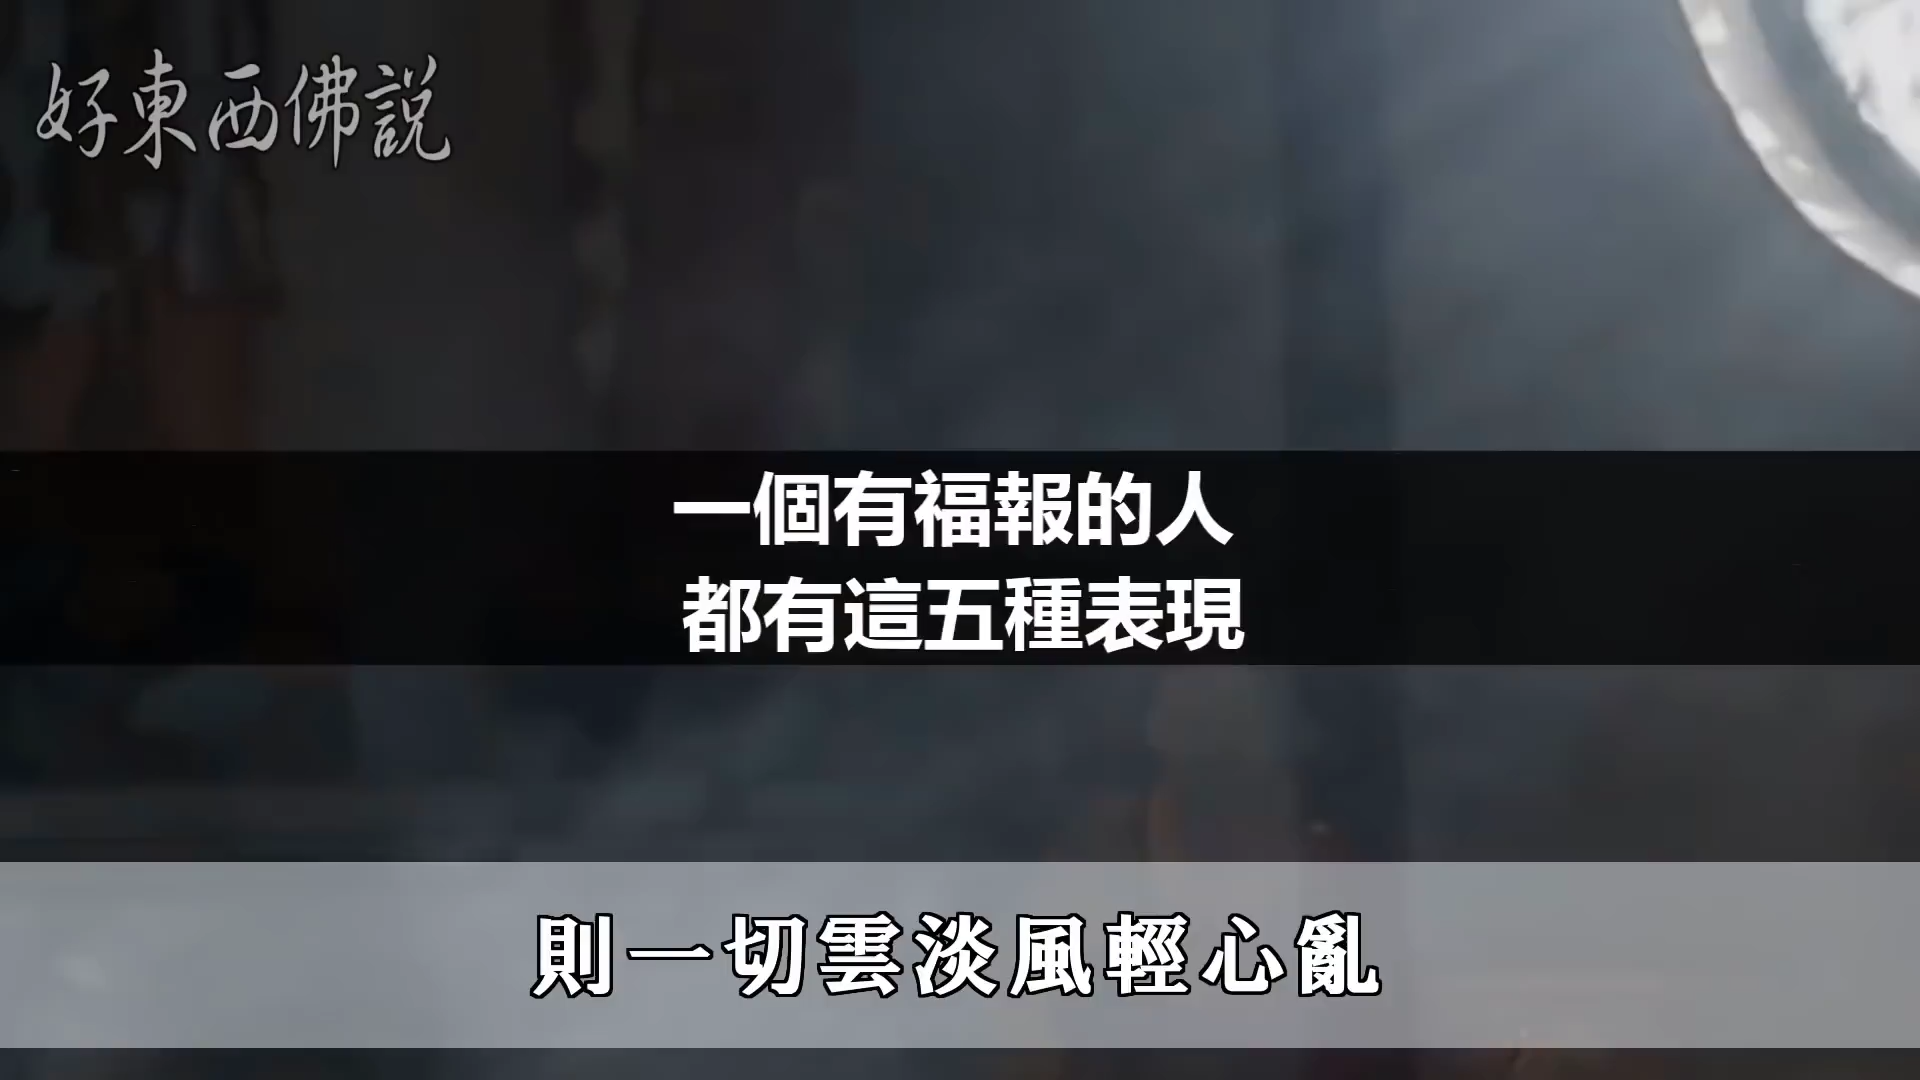 好東西佛説
一個有福報的人
都有這五種表現
則一切雲淡風輕心亂